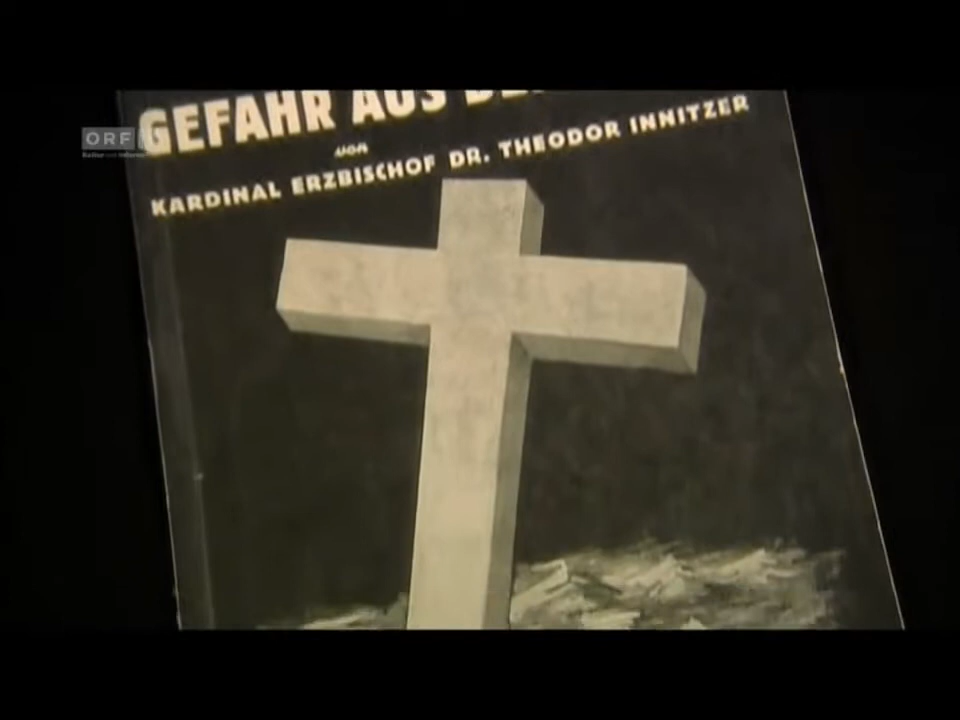 GEFAHR AUS
von
KARDINAL ERZBISCHOF DR. THEODOR INNITZER
ORF